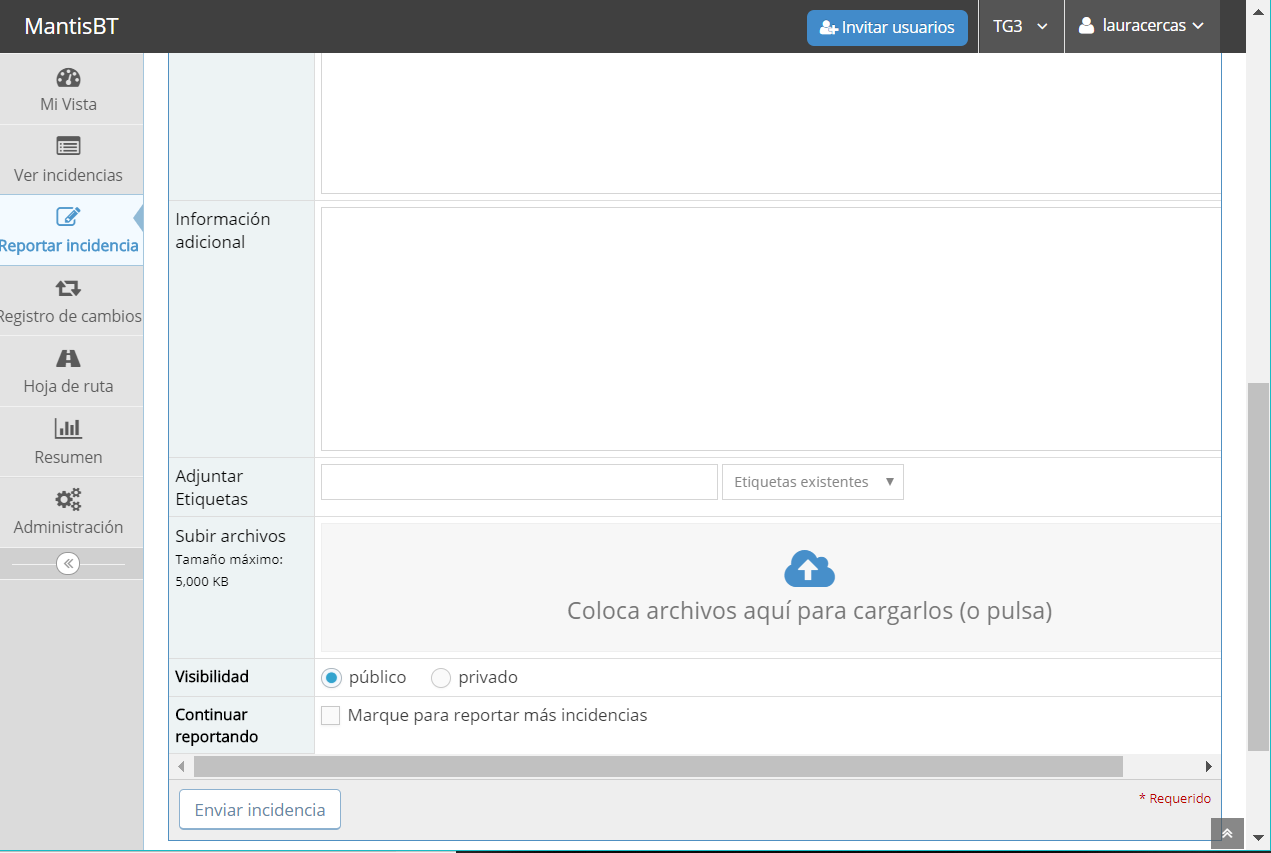 MantisBT
Invitar usuarios
TG3
lauracercas
Mi Vista
Ver incidencias
Reportar incidencia
Registro de cambios
Hoja de ruta
Resumen
Administración
Información
adicional
Adjuntar
Etiquetas
Etiquetas existentes
Subir archivos
Tamaño máximo:
5,000 KB
Coloca archivos aquí para cargarlos (o pulsa)
Visibilidad
público
privado
Continuar
reportando
Marque para reportar más incidencias
Enviar incidencia
* Requerido